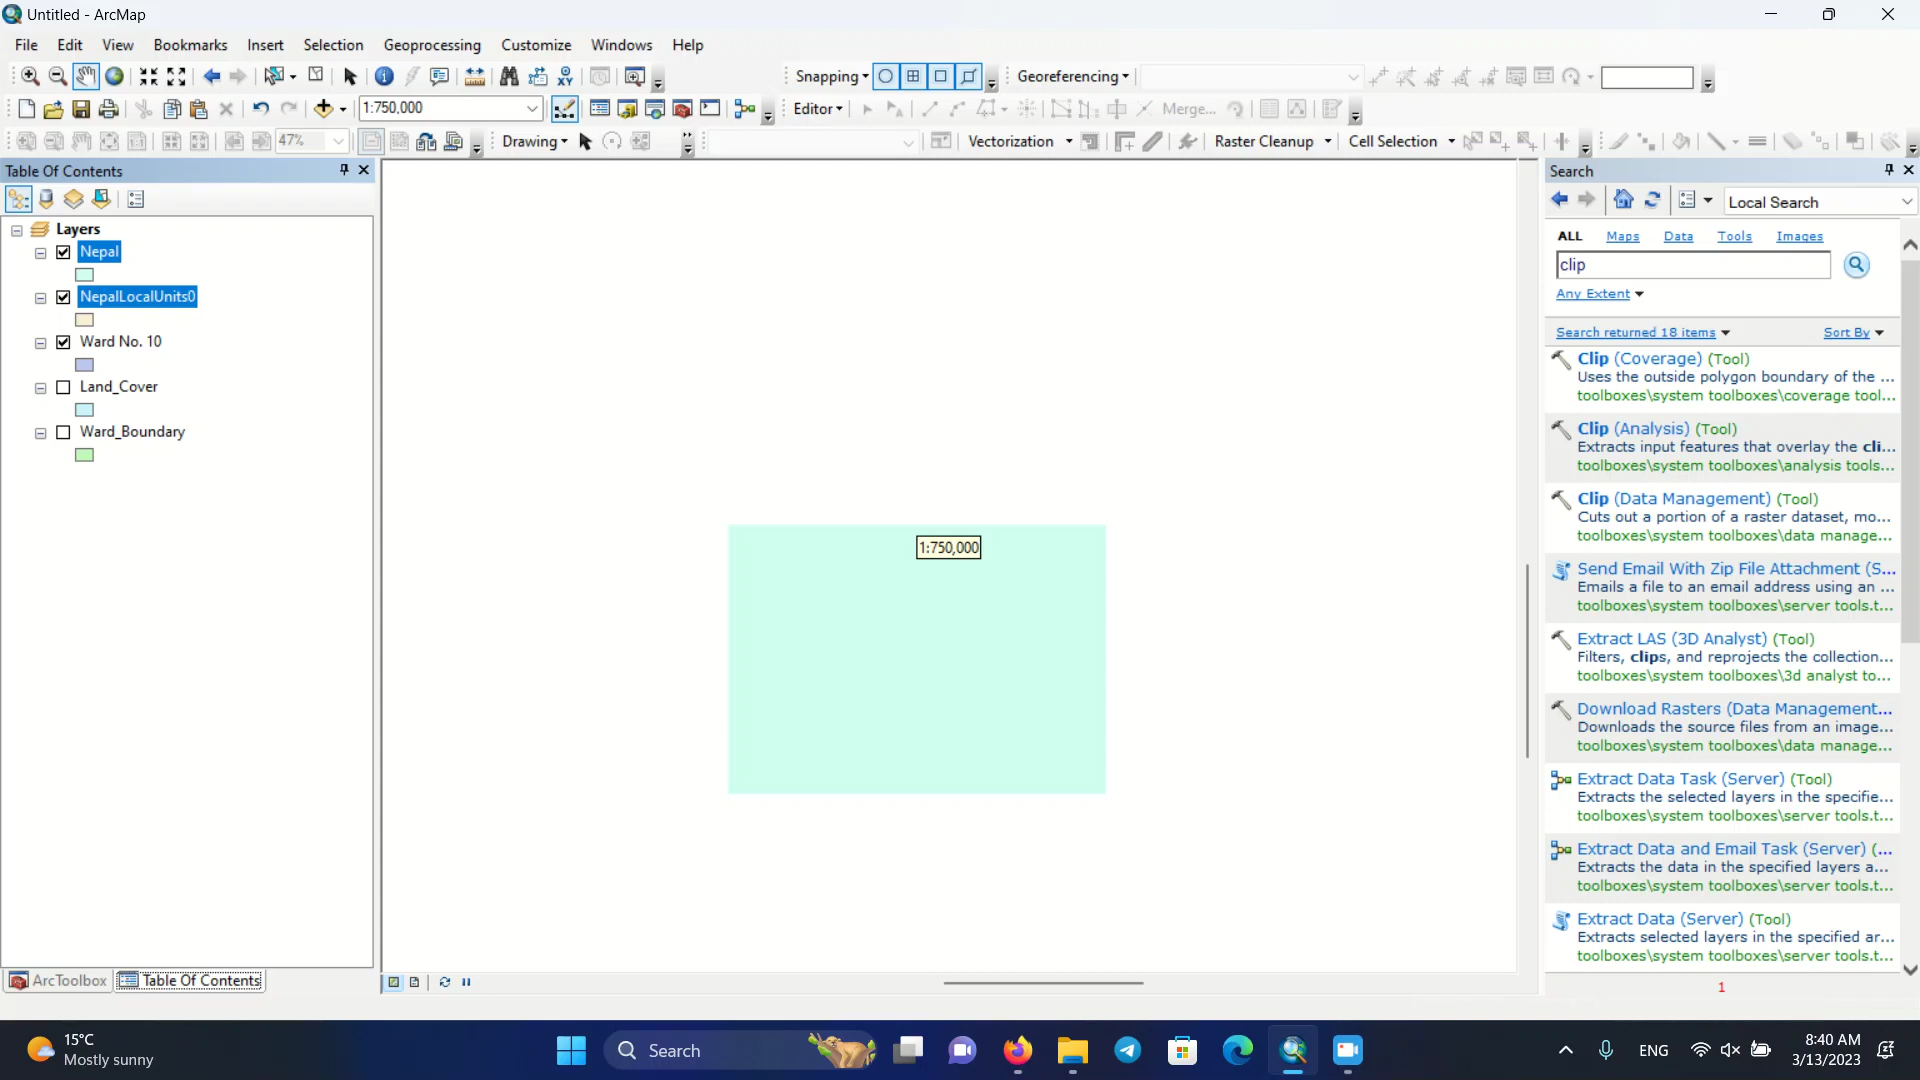 Untitled - ArcMap
File Edit View Bookmarks Insert Selection Geoprocessing Customize Windows Help
Snapping Georeferencing
1:750,000 Editor Merge...
47% Drawing Vectorization Raster Cleanup Cell Selection
Table Of Contents
Layers
Nepal
NepalLocalUnits0
Ward No. 10
Land_Cover
Ward_Boundary
1:750,000
ArcToolbox Table Of Contents
Search
Local Search
ALL Maps Data Tools Images
clip
Any Extent
Search returned 18 items Sort By
Clip (Coverage) (Tool)
Uses the outside polygon boundary of the ...
toolboxes\system toolboxes\coverage tool...
Clip (Analysis) (Tool)
Extracts input features that overlay the cli...
toolboxes\system toolboxes\analysis tools...
Clip (Data Management) (Tool)
Cuts out a portion of a raster dataset, mo...
toolboxes\system toolboxes\data manage...
Send Email With Zip File Attachment (S...
Emails a file to an email address using an ...
toolboxes\system toolboxes\server tools.t...
Extract LAS (3D Analyst) (Tool)
Filters, clips, and reprojects the collection...
toolboxes\system toolboxes\3d analyst to...
Download Rasters (Data Management...
Downloads the source files from an image...
toolboxes\system toolboxes\data manage...
Extract Data Task (Server) (Tool)
Extracts the selected layers in the specifie...
toolboxes\system toolboxes\server tools.t...
Extract Data and Email Task (Server) (...
Extracts the data in the specified layers a...
toolboxes\system toolboxes\server tools.t...
Extract Data (Server) (Tool)
Extracts selected layers in the specified ar...
toolboxes\system toolboxes\server tools.t...
1
15°C
Mostly sunny
Search
ENG
8:40 AM
3/13/2023